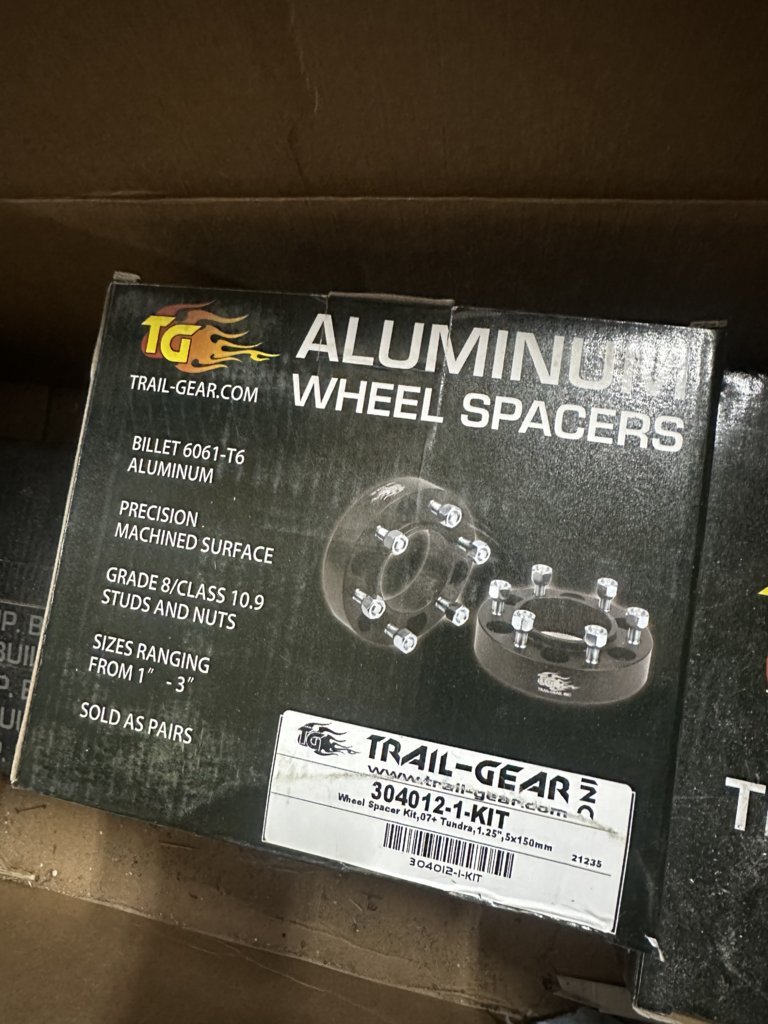 TG
TRAIL-GEAR.COM
ALUMINUM
WHEEL SPACERS
BILLET 6061-T6
ALUMINUM
PRECISION
MACHINED SURFACE
GRADE 8/CLASS 10.9
STUDS AND NUTS
SIZES RANGING
FROM 1" - 3"
SOLD AS PAIRS
TG TRAIL-GEAR INC
www.trail-gear.com
304012-1-KIT
Wheel Spacer Kit,07+ Tundra,1.25",5x150mm
21235
304012-1-KIT